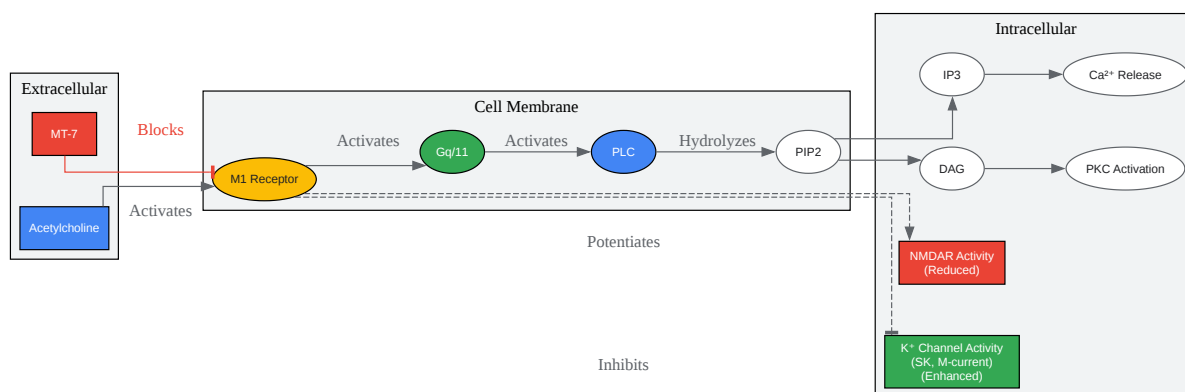 Intracellular
Extracellular
IP3
Ca²⁺ Release
Cell Membrane
MT-7
Blocks
Activates
Gq/11
Activates
PLC
Hydrolyzes
PIP2
M1 Receptor
DAG
PKC Activation
Activates
Acetylcholine
Potentiates
NMDAR Activity
(Reduced)
K⁺ Channel Activity
(SK, M-current)
(Enhanced)
Inhibits